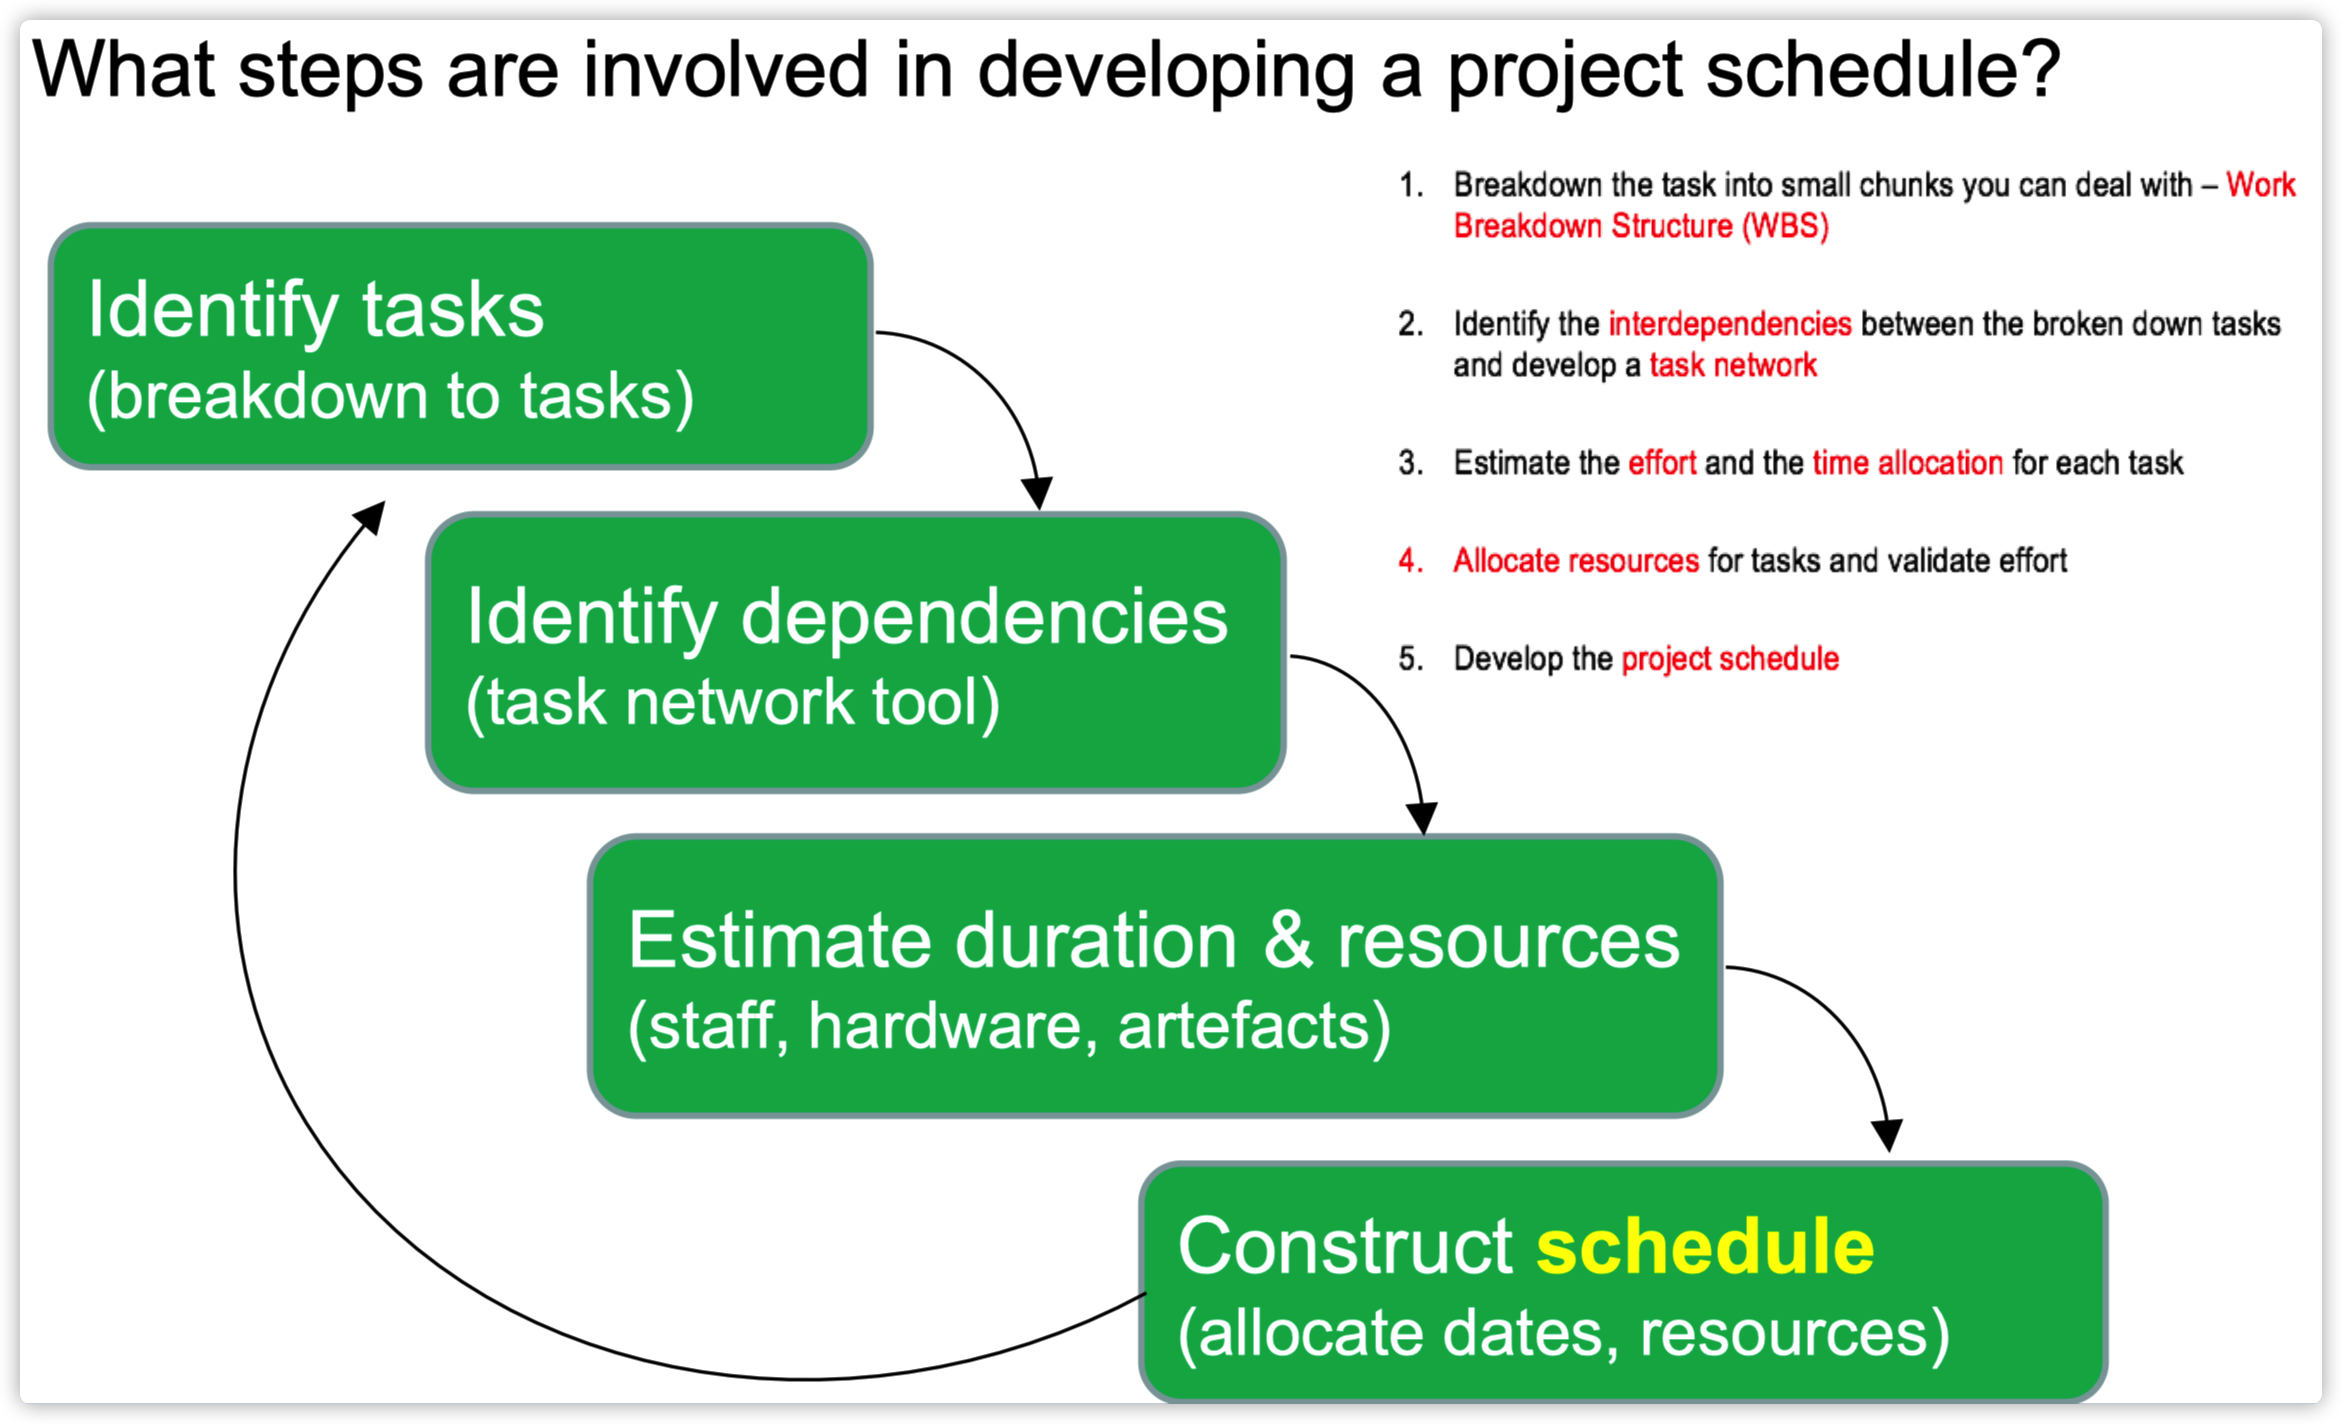 What steps are involved in developing a project schedule?
1. Breakdown the task into small chunks you can deal with – Work
Breakdown Structure (WBS)
2. Identify the interdependencies between the broken down tasks
and develop a task network
3. Estimate the effort and the time allocation for each task
4. Allocate resources for tasks and validate effort
5. Develop the project schedule
Identify tasks
(breakdown to tasks)
Identify dependencies
(task network tool)
Estimate duration & resources
(staff, hardware, artefacts)
Construct schedule
(allocate dates, resources)